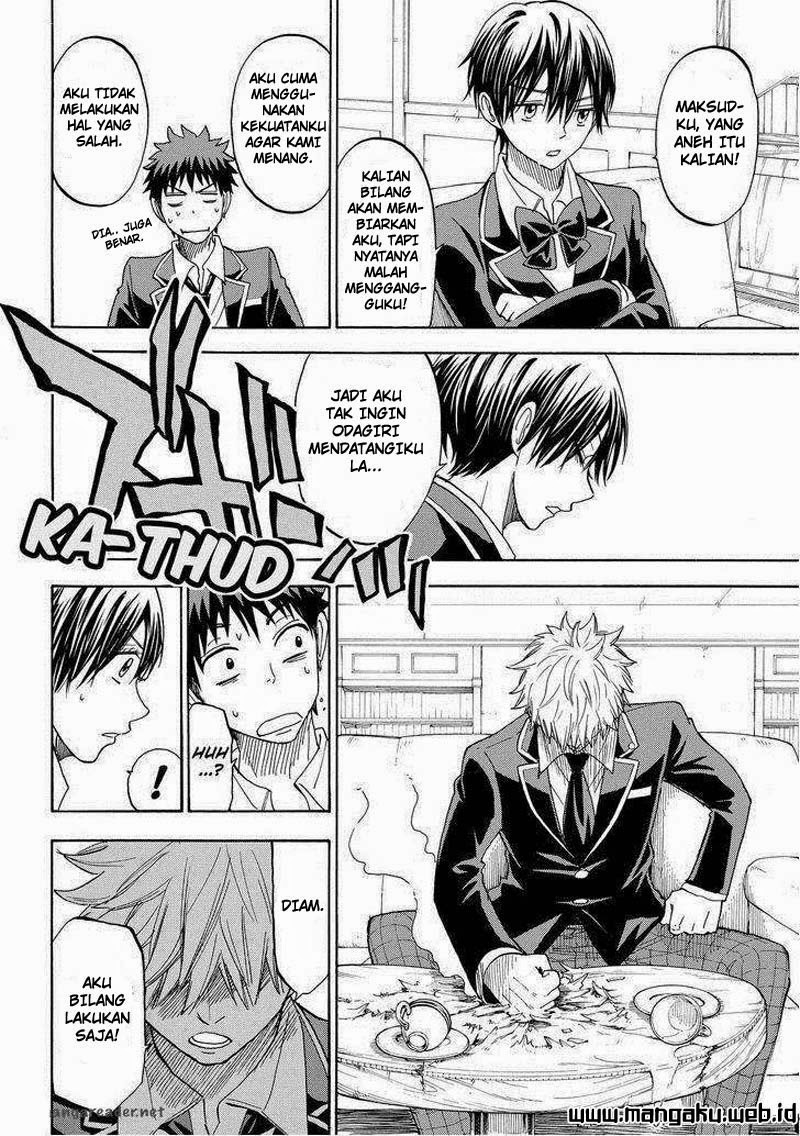 MAKSUD-
KU, YANG
ANEH ITU
KALIAN!
KALIAN
BILANG
AKAN MEM-
BIARKAN
AKU, TAPI
NYATANYA
MALAH
MENGGANG-
GUKU!
AKU CUMA
MENGGU-
NAKAN
KEKUATANKU
AGAR KAMI
MENANG.
AKU TIDAK
MELAKUKAN
HAL YANG
SALAH.
DIA.. JUGA
BENAR.
JADI AKU
TAK INGIN
ODAGIRI
MENDATANGIKU
LA...
KA-THUD
HUH
...?
!
DIAM.
AKU
BILANG
LAKUKAN
SAJA!
www.mangaku.web.id